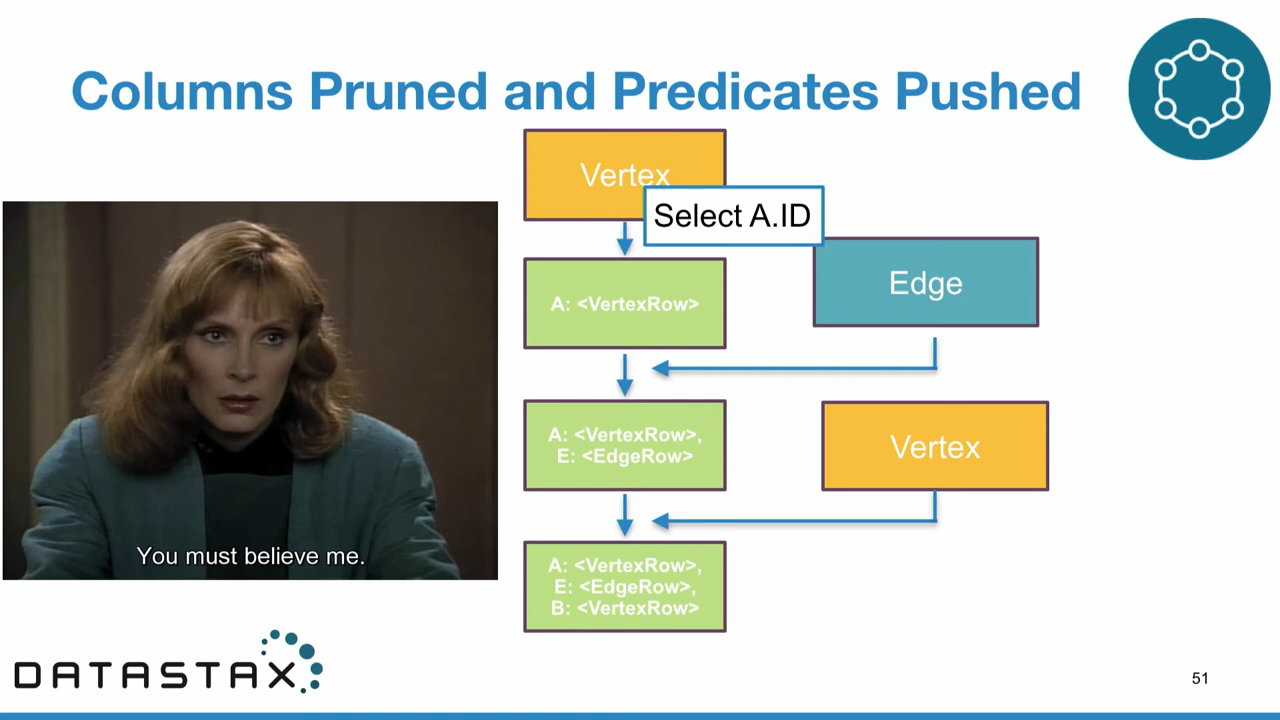 Columns Pruned and Predicates Pushed
Vertex
Select A.ID
Edge
A: <VertexRow>
A: <VertexRow>,
E: <EdgeRow>
Vertex
A: <VertexRow>,
E: <EdgeRow>,
B: <VertexRow>
You must believe me.
DATASTAX
51